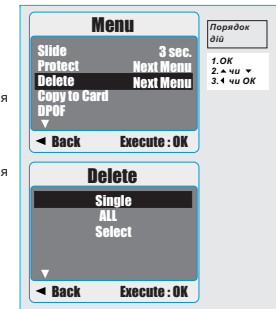 Menu
Slide 3 sec.
Protect Next Menu
Delete Next Menu
Copy to Card
DPOF
▼
◄ Back Execute : OK
Порядок
дій
1.OK
2. ▲ чи ▼
3. ◄ чи OK
я
я
Delete
Single
ALL
Select
▼
◄ Back Execute : OK